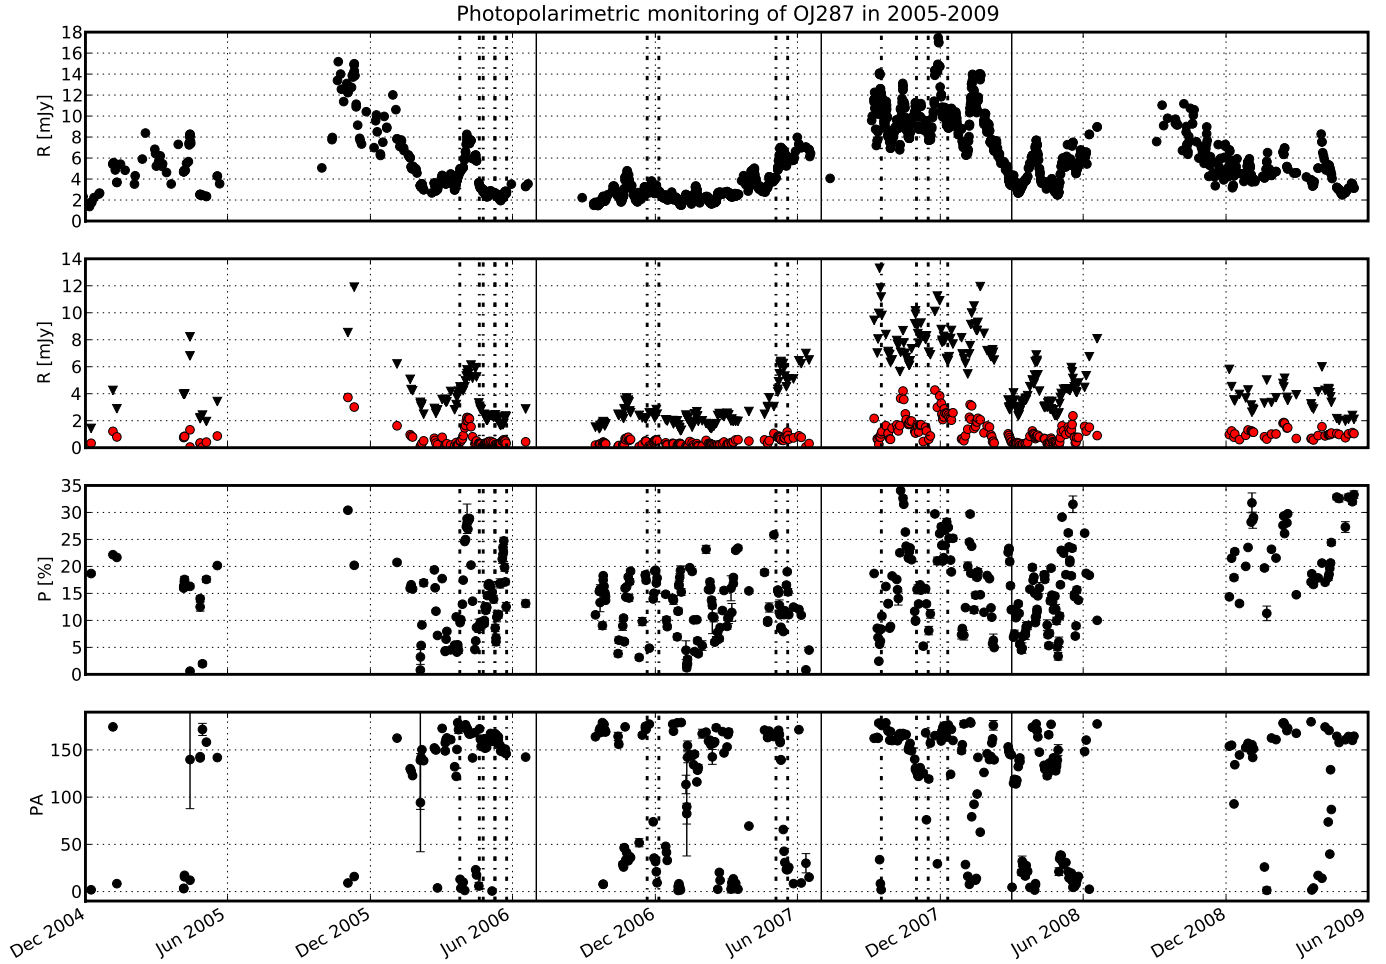 Photopolarimetric monitoring of OJ287 in 2005-2009
18
16
14
12
10
8
6
4
2
0
R [mJy]
14
12
10
8
6
4
2
0
R [mJy]
35
30
25
20
15
10
5
0
P [%]
150
100
50
0
PA
Dec 2004
Jun 2005
Dec 2005
Jun 2006
Dec 2006
Jun 2007
Dec 2007
Jun 2008
Dec 2008
Jun 2009